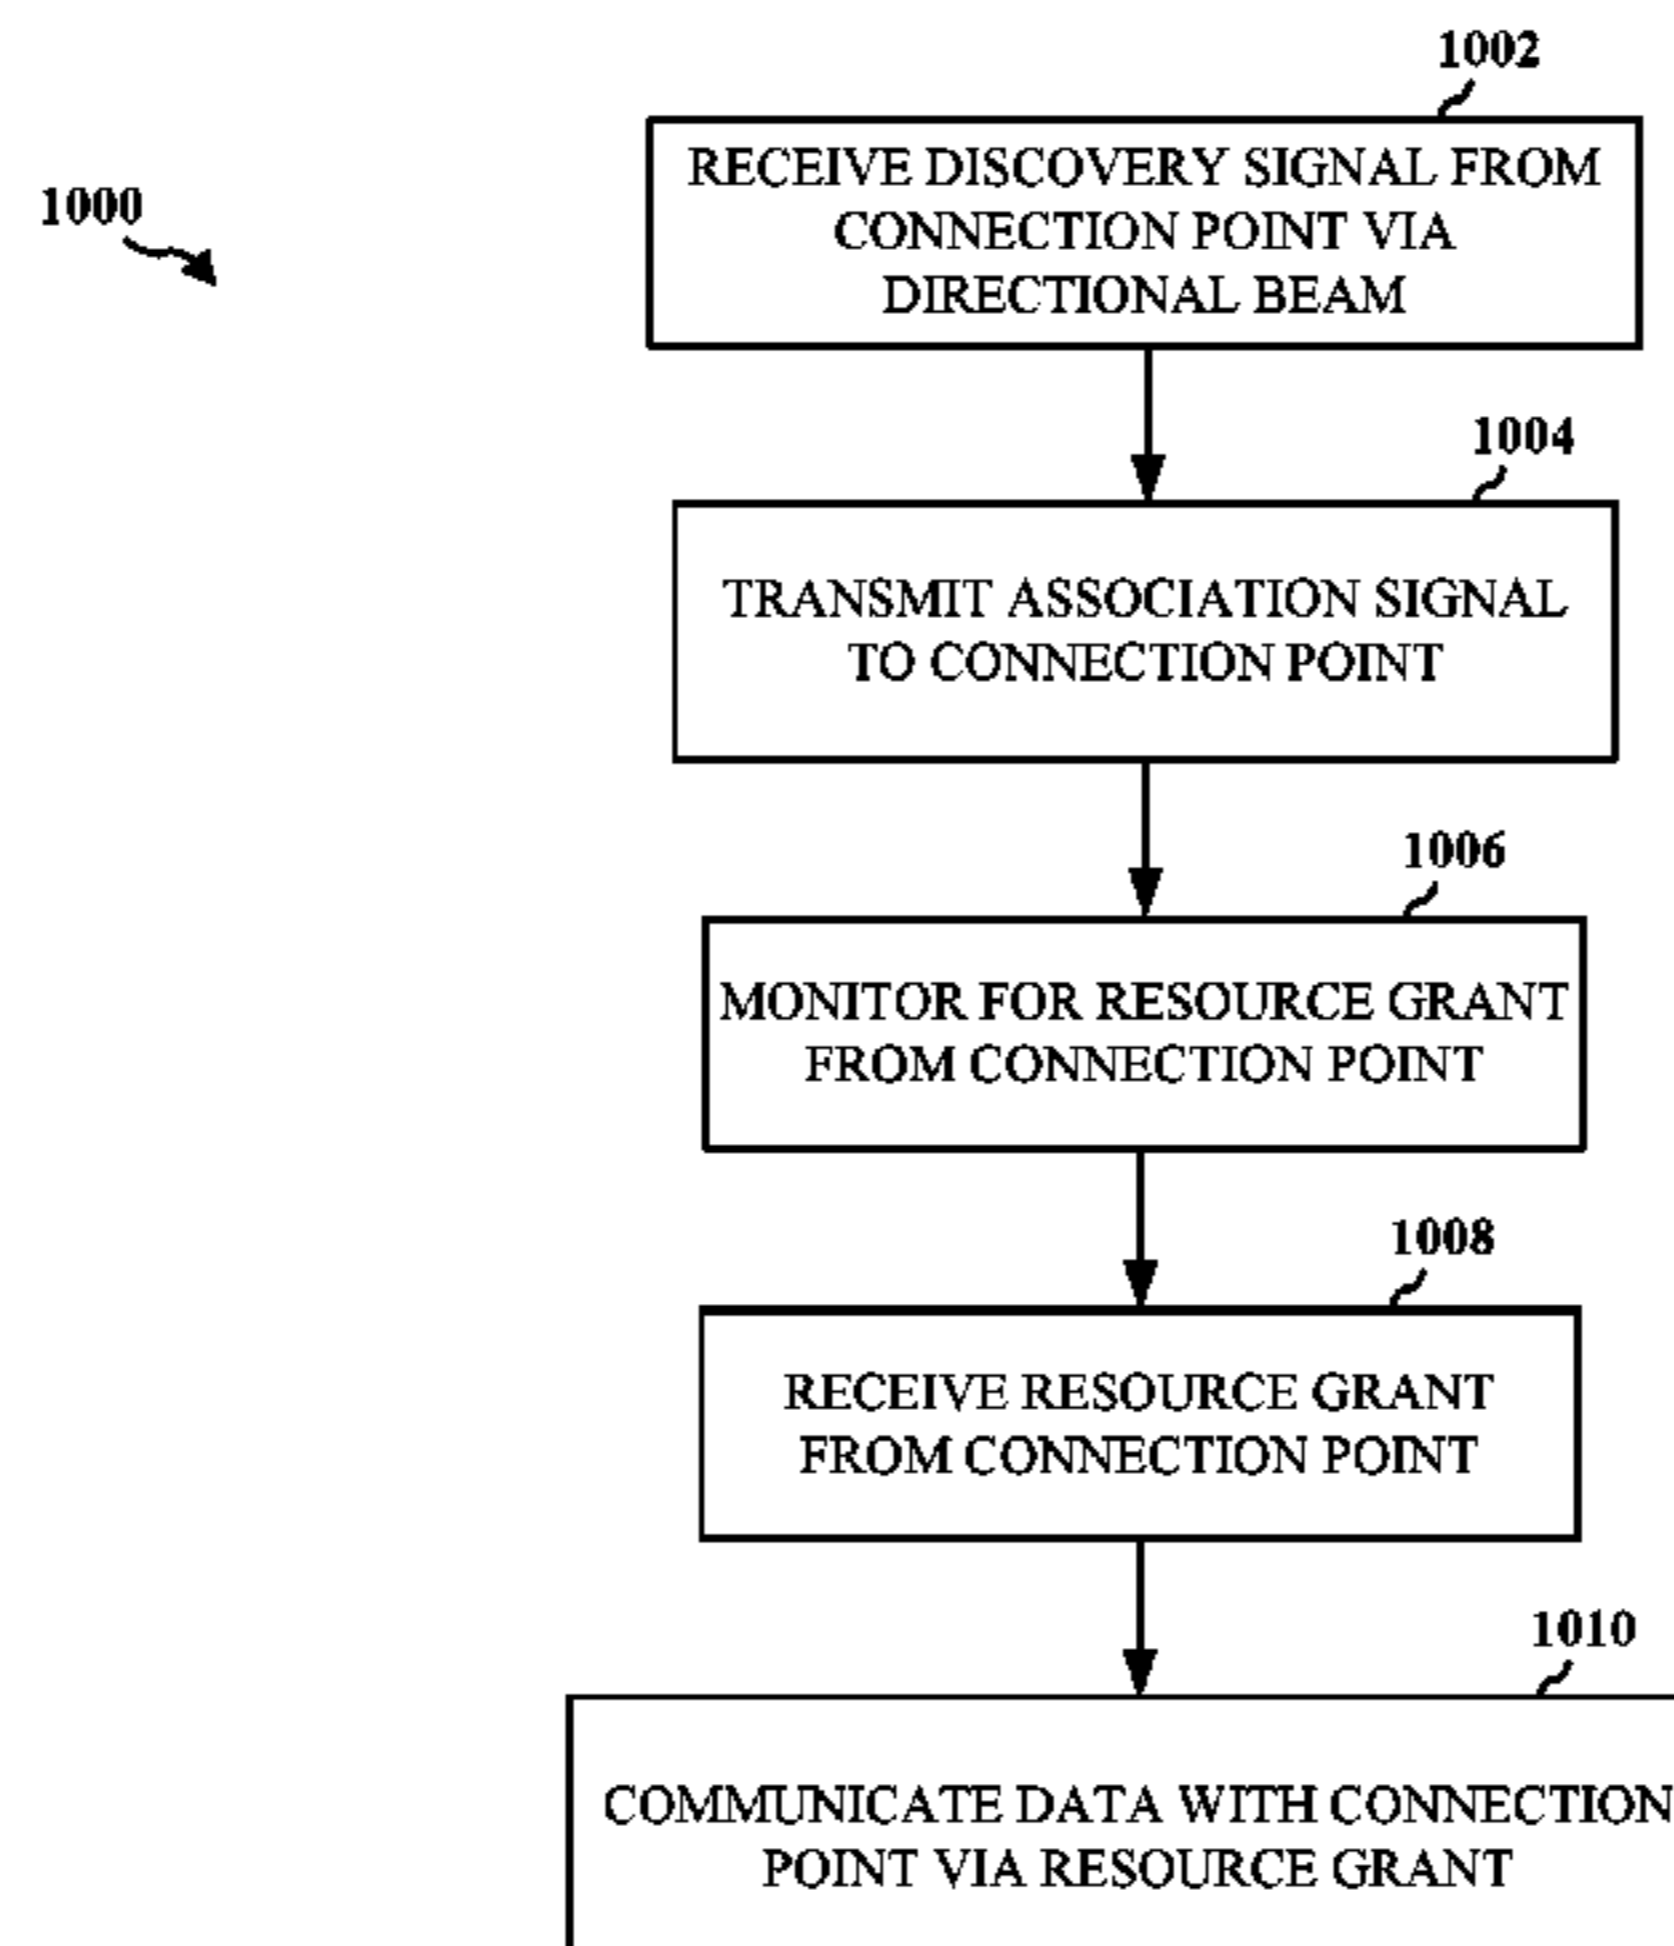 1002
RECEIVE DISCOVERY SIGNAL FROM
CONNECTION POINT VIA
DIRECTIONAL BEAM
1000
1004
TRANSMIT ASSOCIATION SIGNAL
TO CONNECTION POINT
1006
MONITOR FOR RESOURCE GRANT
FROM CONNECTION POINT
1008
RECEIVE RESOURCE GRANT
FROM CONNECTION POINT
1010
COMMUNICATE DATA WITH CONNECTION
POINT VIA RESOURCE GRANT